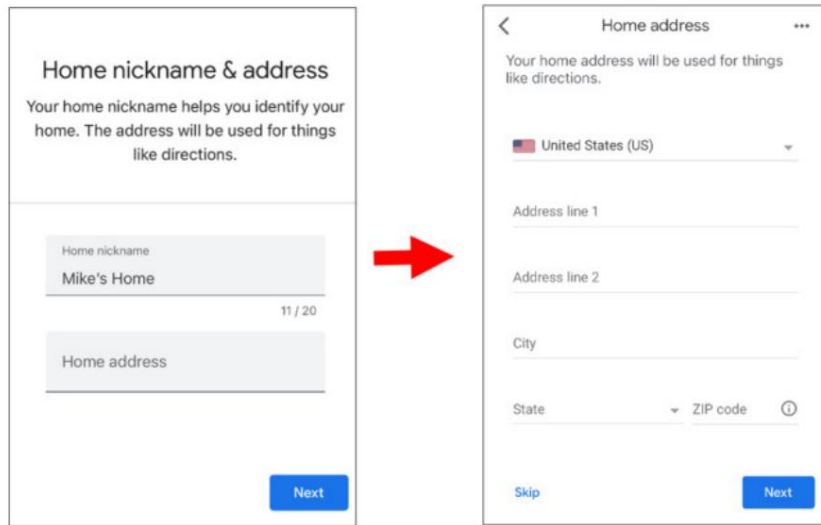 Home nickname & address
Your home nickname helps you identify your
home. The address will be used for things
like directions.
Home nickname
Mike's Home
11 / 20
Home address
Next
Home address
Your home address will be used for things
like directions.
United States (US)
Address line 1
Address line 2
City
State ZIP code
Skip Next